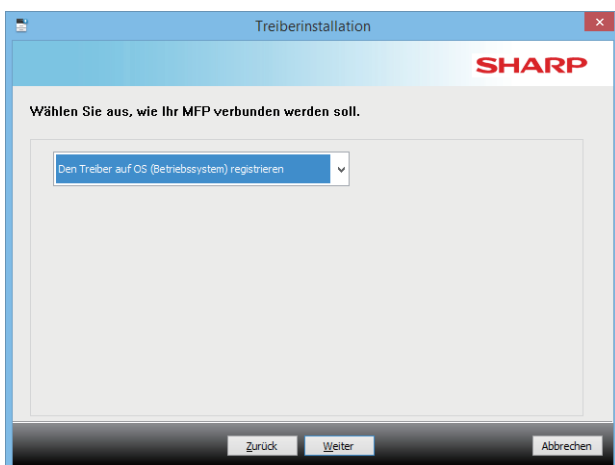 Treiberinstallation
SHARP
Wählen Sie aus, wie Ihr MFP verbunden werden soll.
Den Treiber auf OS (Betriebssystem) registrieren
Zurück Weiter Abbrechen